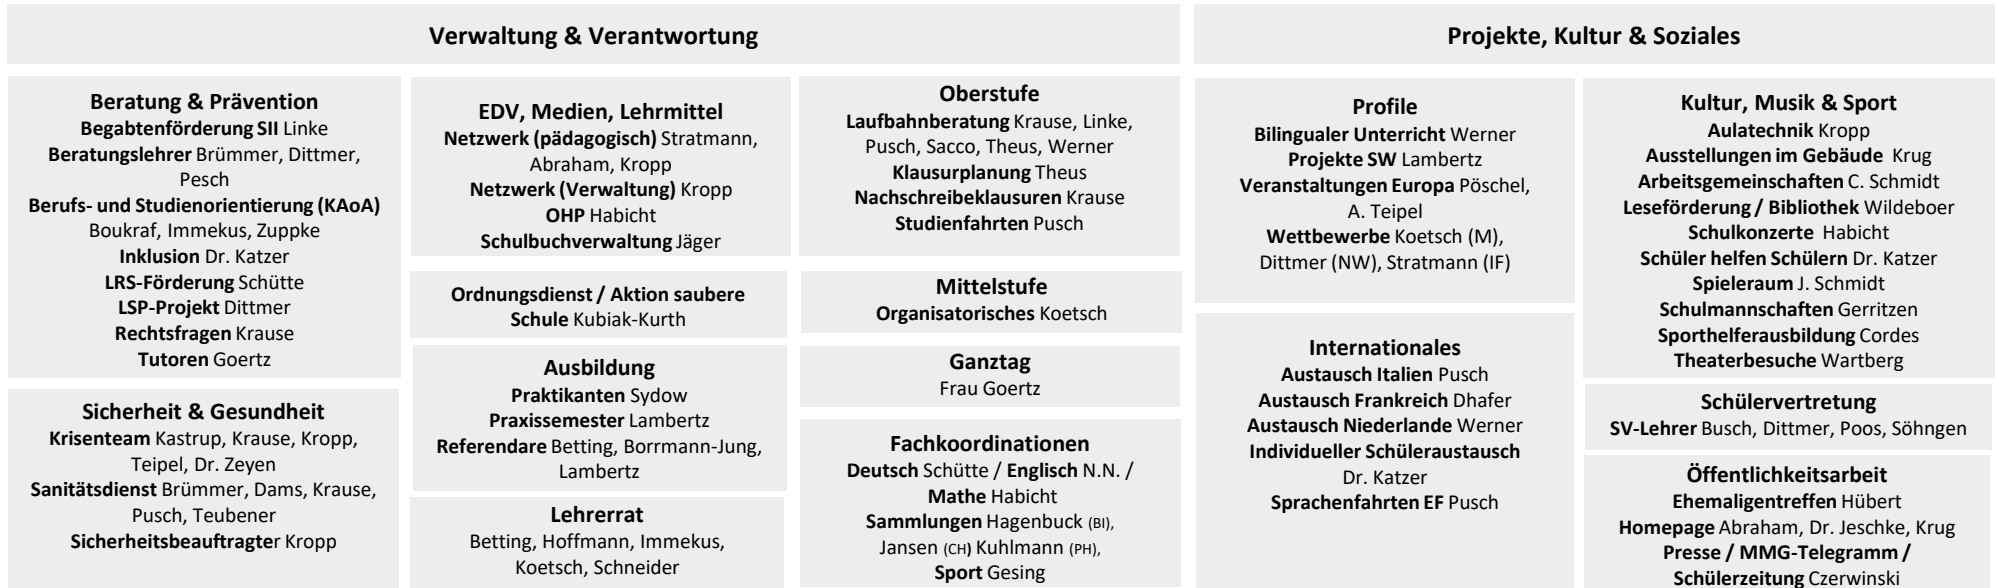 Verwaltung & Verantwortung
Beratung & Prävention
Begabtenförderung SII Linke
Beratungslehrer Brümmer, Dittmer,
Pesch
Berufs- und Studienorientierung (KAoA)
Boukraf, Immekus, Zuppke
Inklusion Dr. Katzer
LRS-Förderung Schütte
LSP-Projekt Dittmer
Rechtsfragen Krause
Tutoren Goertz
Sicherheit & Gesundheit
Krisenteam Kastrup, Krause, Kropp,
Teipel, Dr. Zeyen
Sanitätsdienst Brümmer, Dams, Krause,
Pusch, Teubener
Sicherheitsbeauftragter Kropp
EDV, Medien, Lehrmittel
Netzwerk (pädagogisch) Stratmann,
Abraham, Kropp
Netzwerk (Verwaltung) Kropp
OHP Habicht
Schulbuchverwaltung Jäger
Ordnungsdienst / Aktion saubere
Schule Kubiak-Kurth
Ausbildung
Praktikanten Sydow
Praxissemester Lambertz
Referendare Betting, Borrmann-Jung,
Lambertz
Lehrerrat
Betting, Hoffmann, Immekus,
Koetsch, Schneider
Oberstufe
Laufbahnberatung Krause, Linke,
Pusch, Sacco, Theus, Werner
Klausurplanung Theus
Nachschreibeklausuren Krause
Studienfahrten Pusch
Mittelstufe
Organisatorisches Koetsch
Ganztag
Frau Goertz
Fachkoordinationen
Deutsch Schütte / Englisch N.N. /
Mathe Habicht
Sammlungen Hagenbuck (BI),
Jansen (CH) Kuhlmann (PH),
Sport Gesing
Projekte, Kultur & Soziales
Profile
Bilingualer Unterricht Werner
Projekte SW Lambertz
Veranstaltungen Europa Pöschel,
A. Teipel
Wettbewerbe Koetsch (M),
Dittmer (NW), Stratmann (IF)
Internationales
Austausch Italien Pusch
Austausch Frankreich Dhafer
Austausch Niederlande Werner
Individueller Schüleraustausch
Dr. Katzer
Sprachenfahrten EF Pusch
Kultur, Musik & Sport
Aulatechnik Kropp
Ausstellungen im Gebäude Krug
Arbeitsgemeinschaften C. Schmidt
Leseförderung / Bibliothek Wildeboer
Schulkonzerte Habicht
Schüler helfen Schülern Dr. Katzer
Spieleraum J. Schmidt
Schulmannschaften Gerritzen
Sporthelferausbildung Cordes
Theaterbesuche Wartberg
Schülervertretung
SV-Lehrer Busch, Dittmer, Poos, Söhngen
Öffentlichkeitsarbeit
Ehemaligentreffen Hübert
Homepage Abraham, Dr. Jeschke, Krug
Presse / MMG-Telegramm /
Schülerzeitung Czerwinski